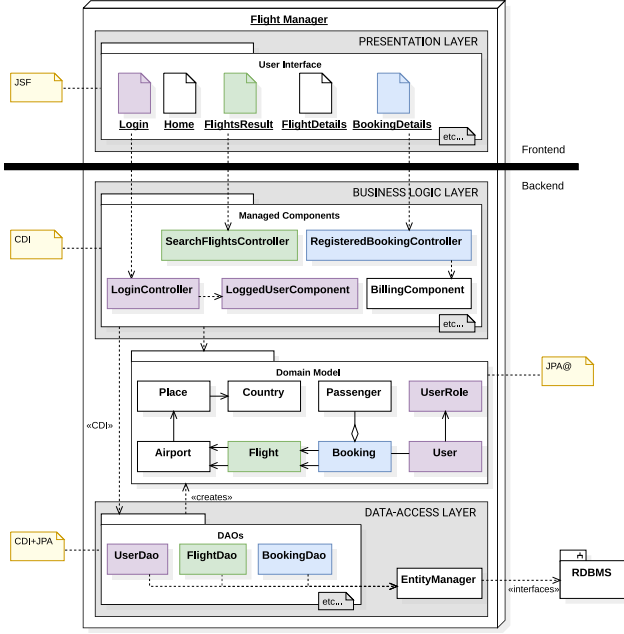 Flight Manager
PRESENTATION LAYER
User Interface
JSF
Login
Home
FlightsResult
FlightDetails
BookingDetails
etc...
Frontend
Backend
BUSINESS LOGIC LAYER
Managed Components
CDI
SearchFlightsController
RegisteredBookingController
LoginController
LoggedUserComponent
BillingComponent
etc...
Domain Model
JPA@
Place
Country
Passenger
UserRole
«CDI»
Airport
Flight
Booking
User
«creates»
DATA-ACCESS LAYER
DAOs
CDI+JPA
UserDao
FlightDao
BookingDao
EntityManager
RDBMS
«interfaces»
etc...